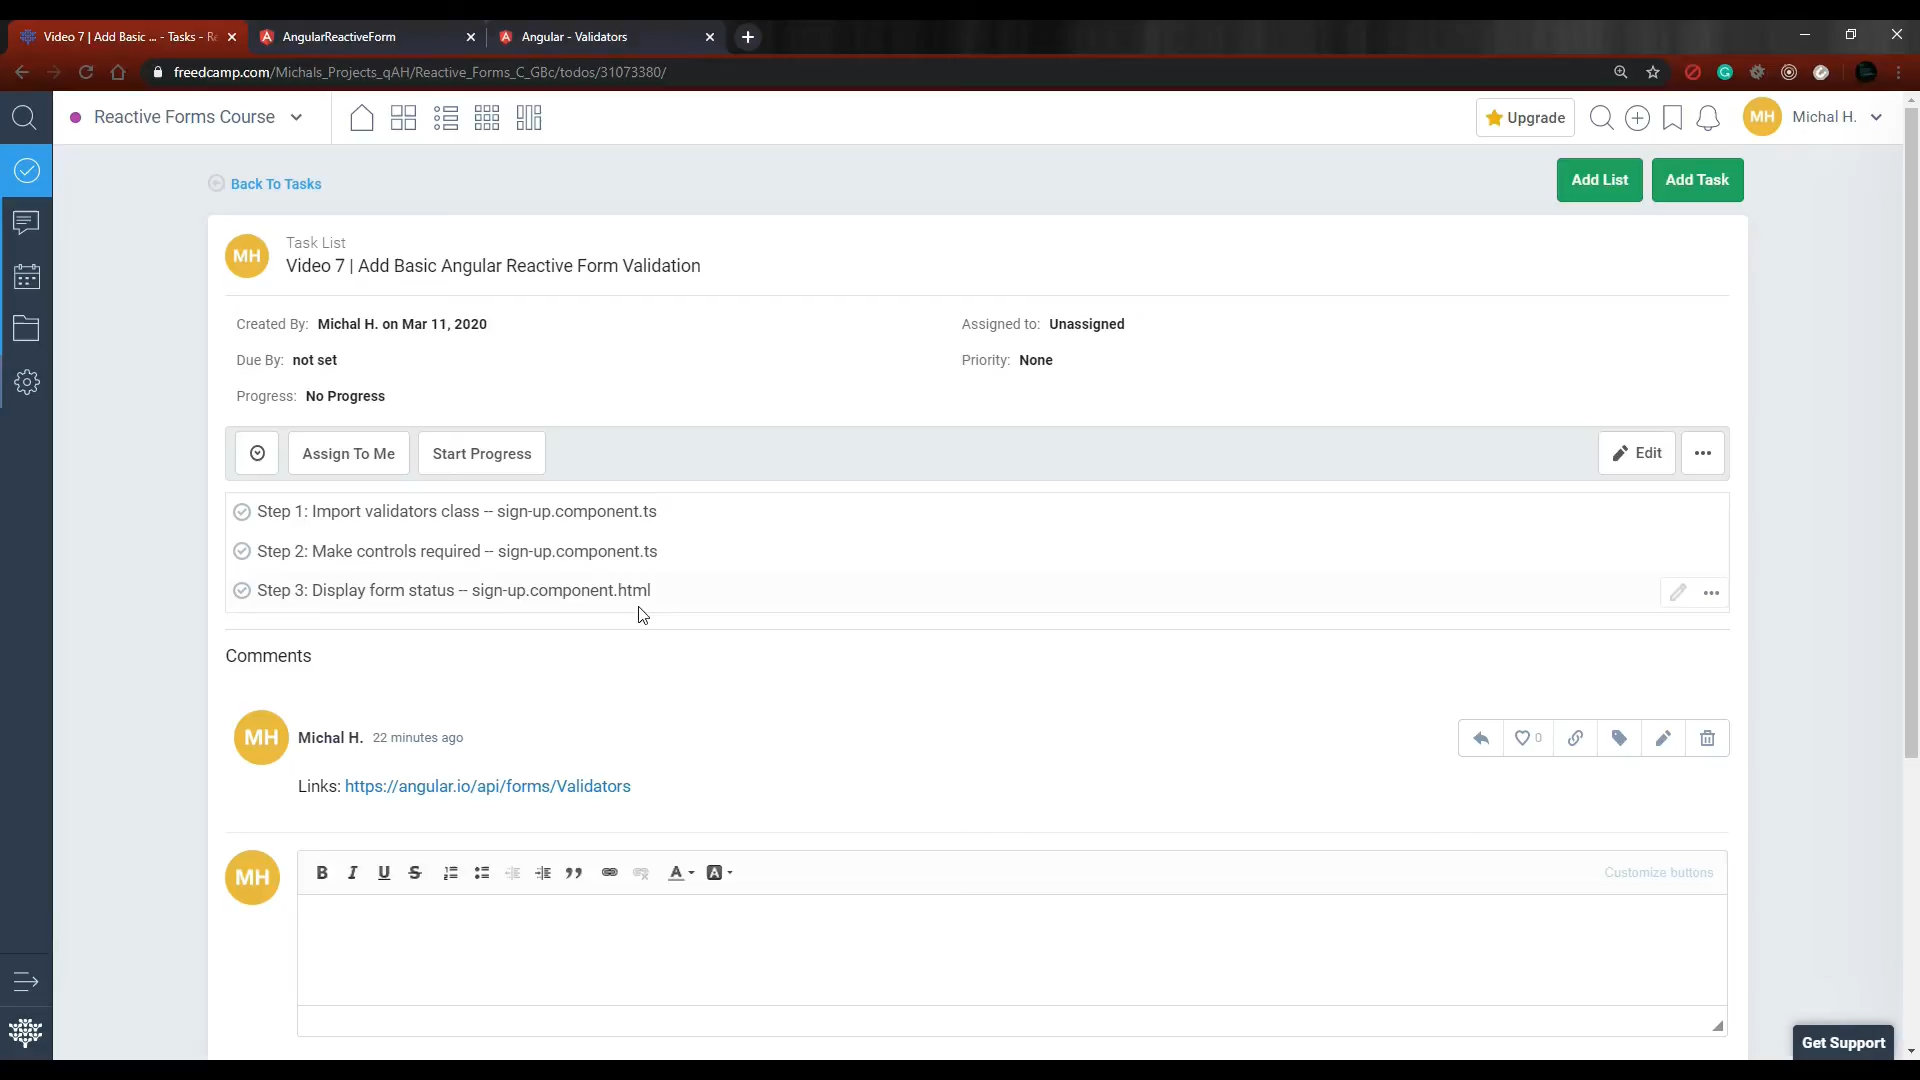 Video 7 | Add Basic ... - Tasks - Re
AngularReactiveForm
Angular - Validators
freedcamp.com/Michals_Projects_qAH/Reactive_Forms_C_GBc/todos/31073380/
Reactive Forms Course
Upgrade
MH
Michal H.
Back To Tasks
Add List
Add Task
MH
Task List
Video 7 | Add Basic Angular Reactive Form Validation
Created By: Michal H. on Mar 11, 2020
Assigned to: Unassigned
Due By: not set
Priority: None
Progress: No Progress
Assign To Me
Start Progress
Edit
Step 1: Import validators class -- sign-up.component.ts
Step 2: Make controls required -- sign-up.component.ts
Step 3: Display form status -- sign-up.component.html
Comments
MH
Michal H. 22 minutes ago
0
Links: https://angular.io/api/forms/Validators
MH
B I U S
A A
Customize buttons
Get Support